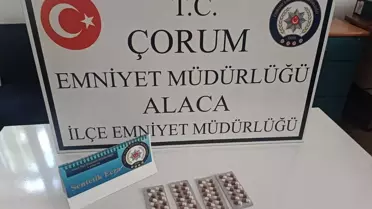 T.C.
ÇORUM
EMNİYET MÜDÜRLÜĞÜ
ALACA
İLÇE EMNİYET MÜDÜRLÜĞÜ